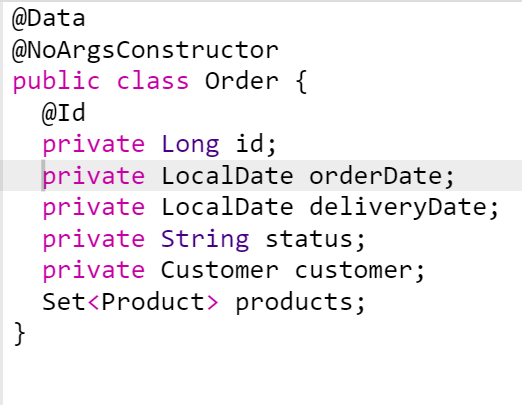 @Data
@NoArgsConstructor
public class Order {
@Id
private Long id;
private LocalDate orderDate;
private LocalDate deliveryDate;
private String status;
private Customer customer;
Set<Product> products;
}